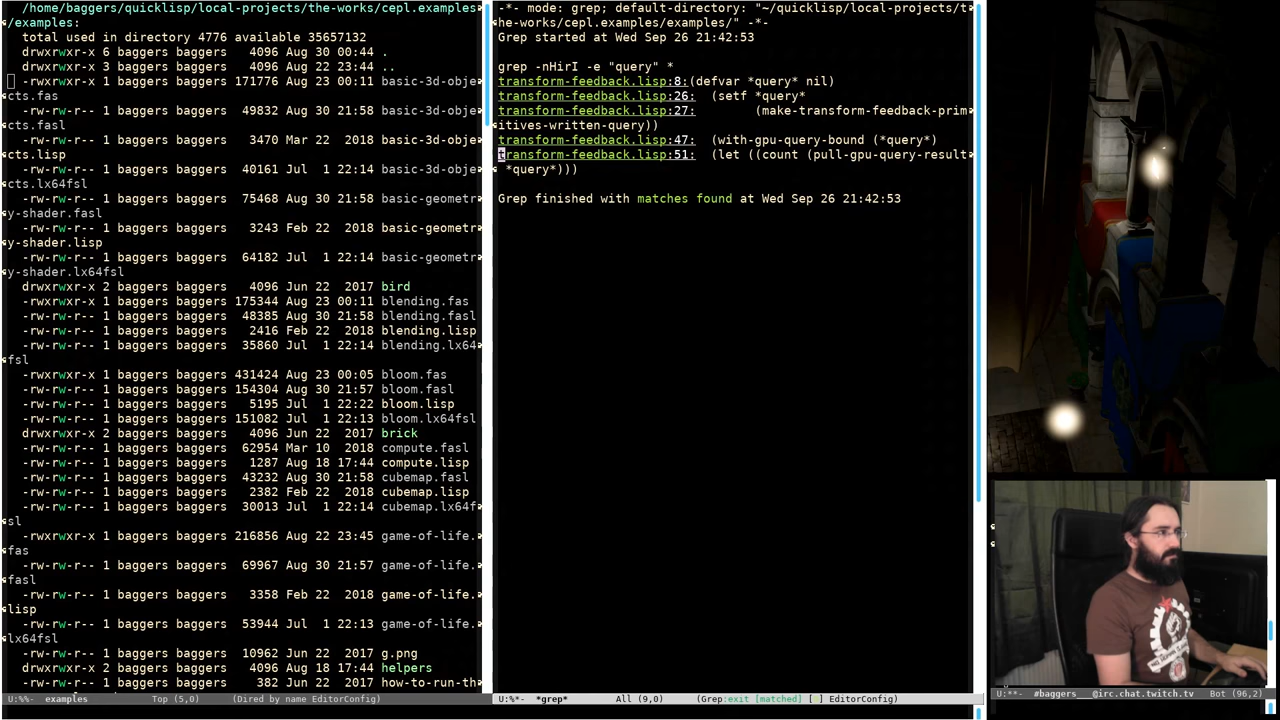 /home/baggers/quicklisp/local-projects/the-works/cepl.examples
/examples:
total used in directory 4776 available 35657132
drwxrwxr-x 6 baggers baggers 4096 Aug 30 00:44 .
drwxrwxr-x 3 baggers baggers 4096 Aug 22 23:44 ..
-rwxrwxr-x 1 baggers baggers 171776 Aug 23 00:11 basic-3d-obje
cts.fas
-rw-rw-r-- 1 baggers baggers 49832 Aug 30 21:58 basic-3d-obje
cts.fasl
-rw-rw-r-- 1 baggers baggers 3470 Mar 22 2018 basic-3d-obje
cts.lisp
-rw-rw-r-- 1 baggers baggers 40161 Jul 1 22:14 basic-3d-obje
cts.lx64fsl
-rw-rw-r-- 1 baggers baggers 75468 Aug 30 21:58 basic-geometr
y-shader.fasl
-rw-rw-r-- 1 baggers baggers 3243 Feb 22 2018 basic-geometr
y-shader.lisp
-rw-rw-r-- 1 baggers baggers 64182 Jul 1 22:14 basic-geometr
y-shader.lx64fsl
drwxrwxr-x 2 baggers baggers 4096 Jun 22 2017 bird
-rwxrwxr-x 1 baggers baggers 175344 Aug 23 00:11 blending.fas
-rw-rw-r-- 1 baggers baggers 48385 Aug 30 21:58 blending.fasl
-rw-rw-r-- 1 baggers baggers 2416 Feb 22 2018 blending.lisp
-rw-rw-r-- 1 baggers baggers 35860 Jul 1 22:14 blending.lx64
fsl
-rwxrwxr-x 1 baggers baggers 431424 Aug 23 00:05 bloom.fas
-rw-rw-r-- 1 baggers baggers 154304 Aug 30 21:57 bloom.fasl
-rw-rw-r-- 1 baggers baggers 5195 Jul 1 22:22 bloom.lisp
-rw-rw-r-- 1 baggers baggers 151082 Jul 1 22:13 bloom.lx64fsl
drwxrwxr-x 2 baggers baggers 4096 Jun 22 2017 brick
-rw-rw-r-- 1 baggers baggers 62954 Mar 10 2018 compute.fasl
-rw-rw-r-- 1 baggers baggers 1287 Aug 18 17:44 compute.lisp
-rw-rw-r-- 1 baggers baggers 43232 Aug 30 21:58 cubemap.fasl
-rw-rw-r-- 1 baggers baggers 2382 Feb 22 2018 cubemap.lisp
-rw-rw-r-- 1 baggers baggers 30013 Jul 1 22:14 cubemap.lx64f
sl
-rwxrwxr-x 1 baggers baggers 216856 Aug 22 23:45 game-of-life.
fas
-rw-rw-r-- 1 baggers baggers 69967 Aug 30 21:57 game-of-life.
fasl
-rw-rw-r-- 1 baggers baggers 3358 Feb 22 2018 game-of-life.
lisp
-rw-rw-r-- 1 baggers baggers 53944 Jul 1 22:13 game-of-life.
lx64fsl
-rw-rw-r-- 1 baggers baggers 10962 Jun 22 2017 g.png
drwxrwxr-x 2 baggers baggers 4096 Aug 18 17:44 helpers
-rw-rw-r-- 1 baggers baggers 382 Jun 22 2017 how-to-run-th
U:%%- examples Top (5,0) (Dired by name EditorConfig)
-*- mode: grep; default-directory: "~/quicklisp/local-projects/t
he-works/cepl.examples/examples/" -*-
Grep started at Wed Sep 26 21:42:53
grep -nHirI -e "query" *
transform-feedback.lisp:8:(defvar *query* nil)
transform-feedback.lisp:26: (setf *query*
transform-feedback.lisp:27: (make-transform-feedback-prim
itives-written-query))
transform-feedback.lisp:47: (with-gpu-query-bound (*query*)
transform-feedback.lisp:51: (let ((count (pull-gpu-query-result
*query*)))
Grep finished with matches found at Wed Sep 26 21:42:53
U:%*- *grep* All (9,0) (Grep:exit [matched] [ ] EditorConfig)
U:**- #baggers___@irc.chat.twitch.tv Bot (96,2)